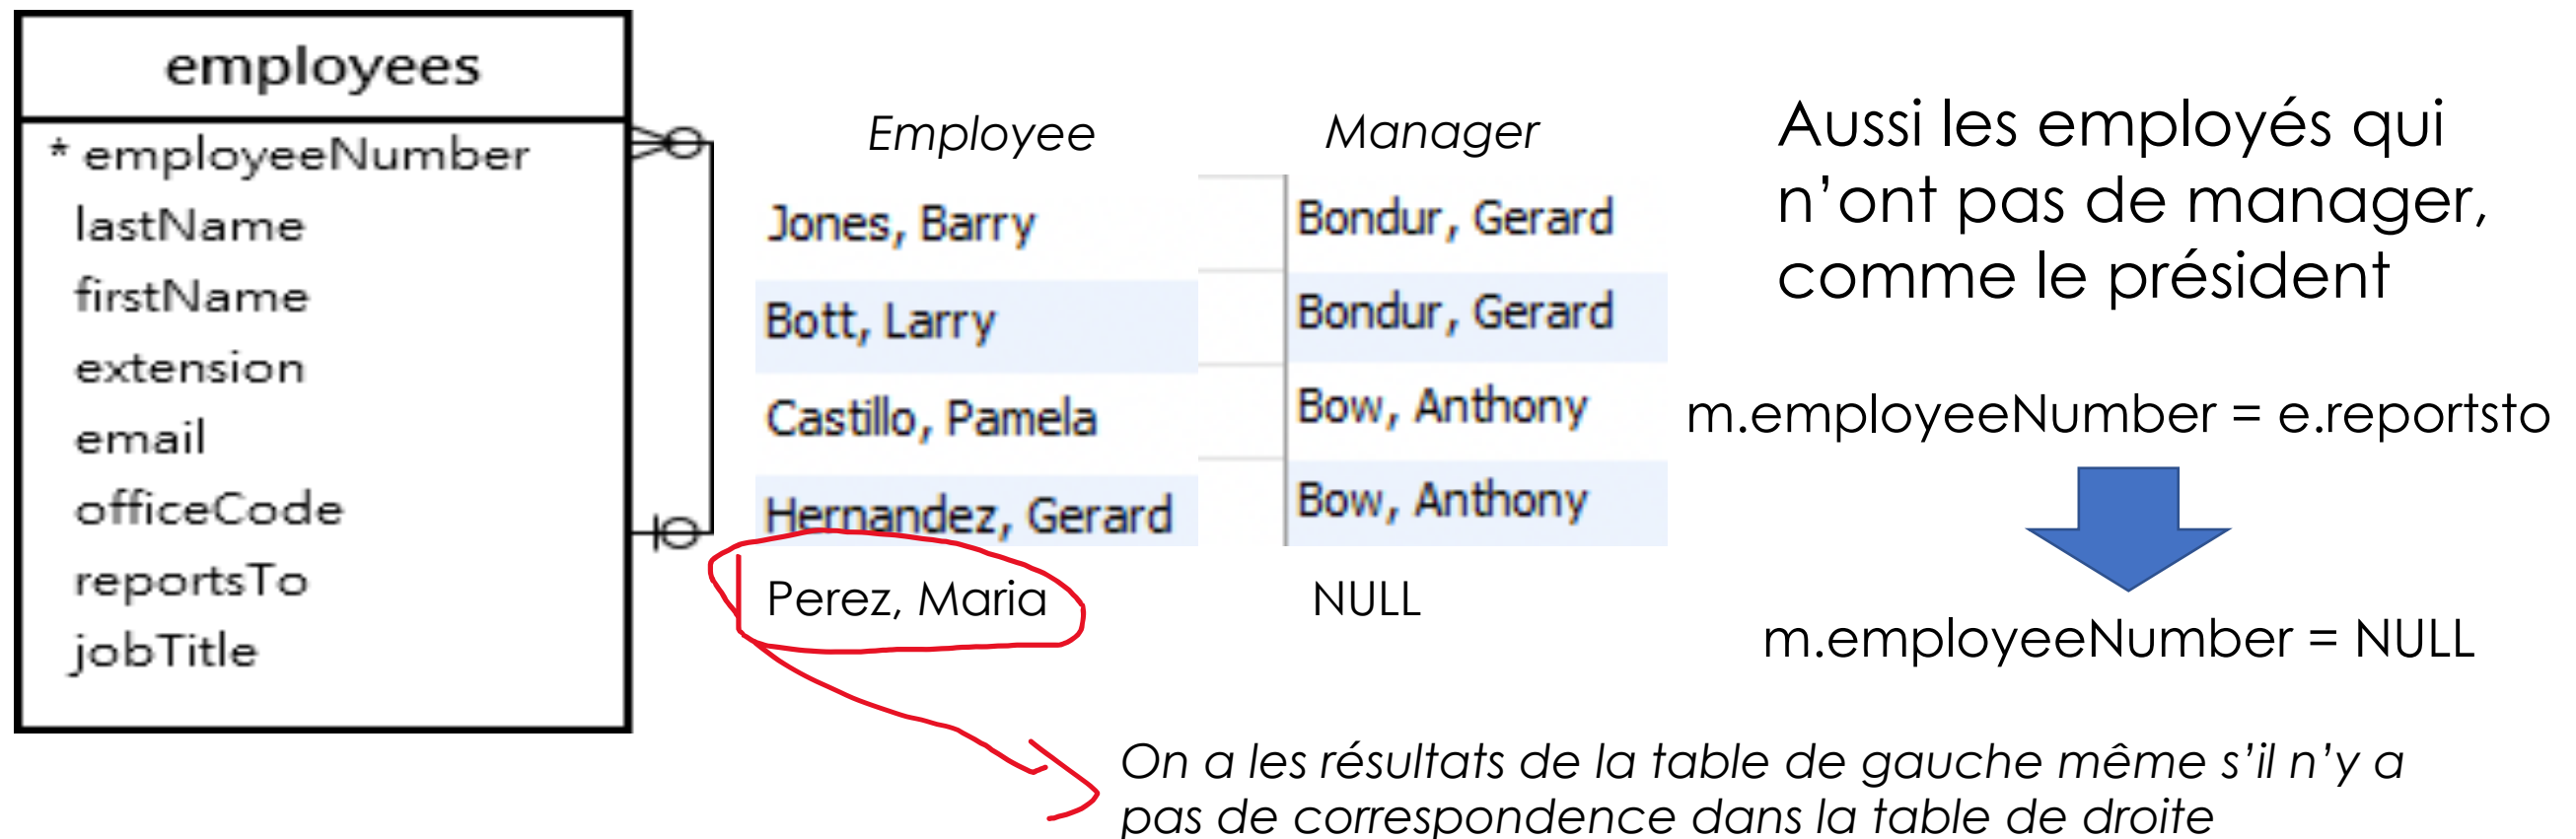 employees
* employeeNumber
lastName
firstName
extension
email
officeCode
reportsTo
jobTitle
Employee Manager
Jones, Barry Bondur, Gerard
Bott, Larry Bondur, Gerard
Castillo, Pamela Bow, Anthony
Hernandez, Gerard Bow, Anthony
Perez, Maria NULL
Aussi les employés qui
n’ont pas de manager,
comme le président
m.employeeNumber = e.reportsto
m.employeeNumber = NULL
On a les résultats de la table de gauche même s’il n’y a
pas de correspondence dans la table de droite